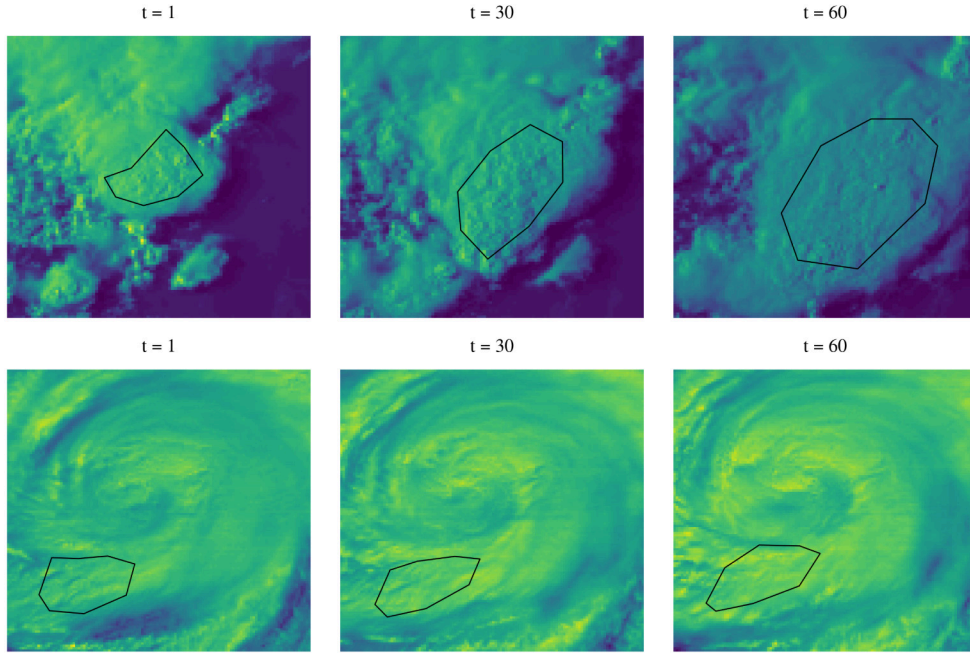 t = 1
t = 30
t = 60
t = 1
t = 30
t = 60